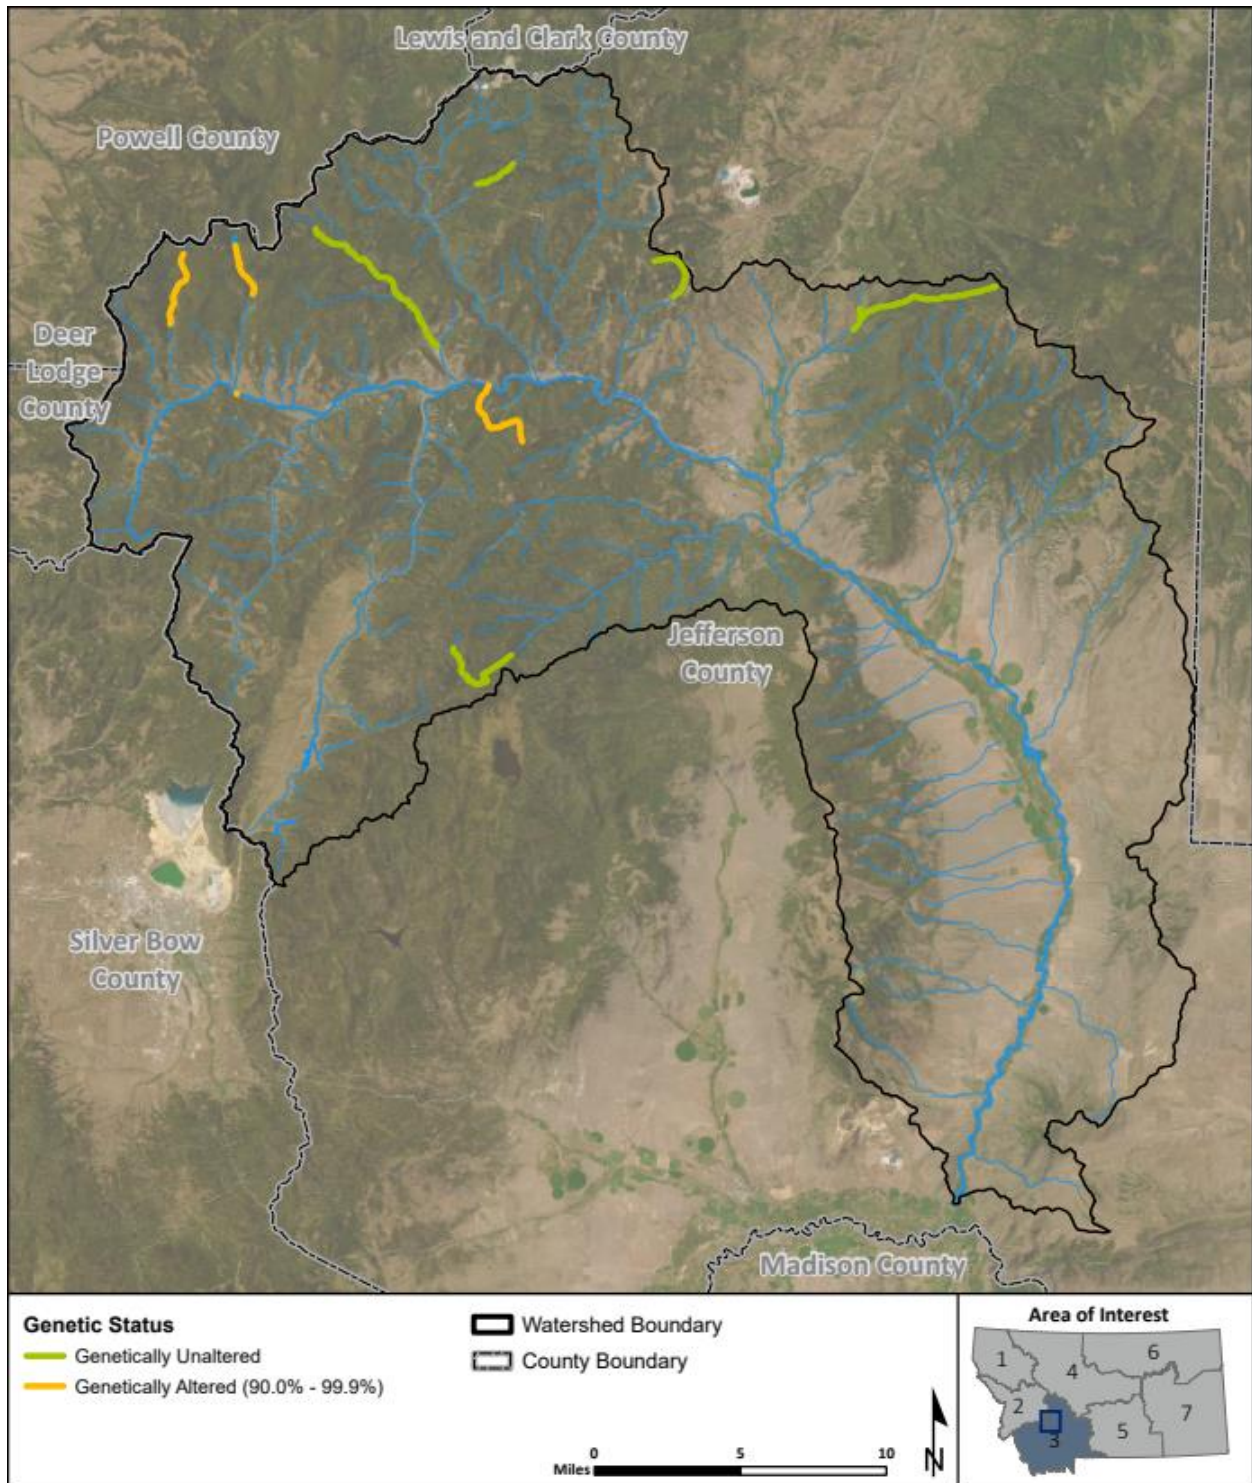 Lewis and Clark County
Powell County
Deer
Lodge
County
Jefferson
County
Silver Bow
County
Madison County
Genetic Status
Genetically Unaltered
Genetically Altered (90.0% - 99.9%)
Watershed Boundary
County Boundary
0 5 10
Miles
N
Area of Interest
1
2
3
4
5
6
7